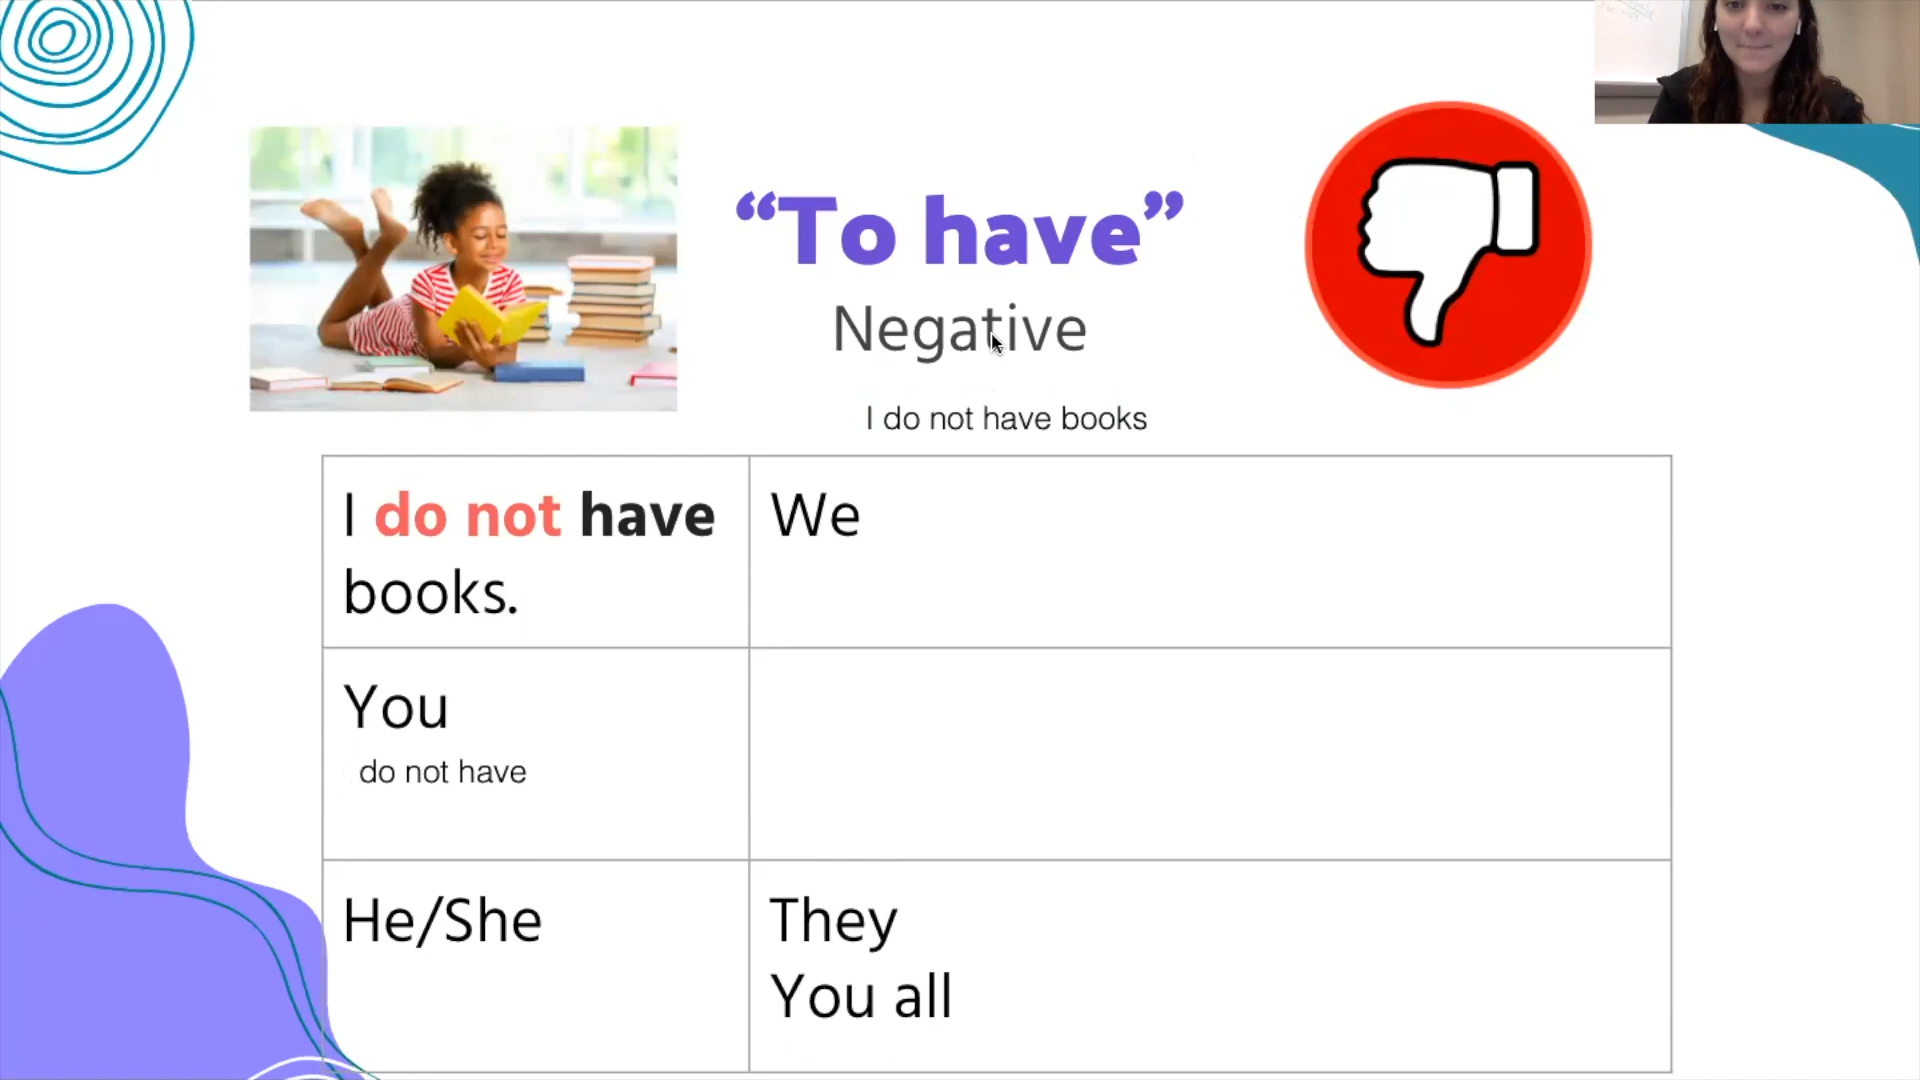 “To have”
Negative
I do not have books
I do not have
books.
We
You
do not have
He/She
They
You all